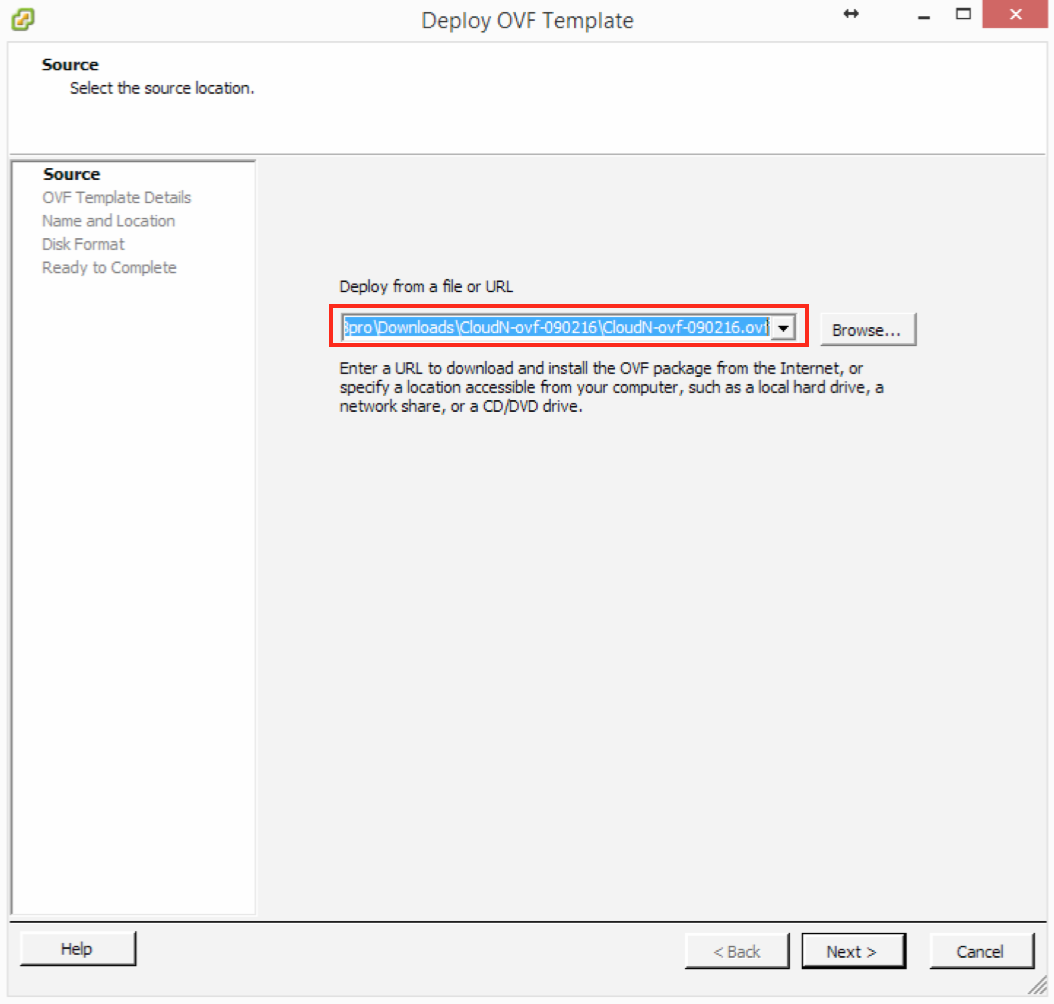 Deploy OVF Template
Source
Select the source location.
Source
OVF Template Details
Name and Location
Disk Format
Ready to Complete
Deploy from a file or URL
pro\Downloads\CloudN-ovf-090216\CloudN-ovf-090216.ovf
Browse...
Enter a URL to download and install the OVF package from the Internet, or
specify a location accessible from your computer, such as a local hard drive, a
network share, or a CD/DVD drive.
Help
< Back
Next >
Cancel